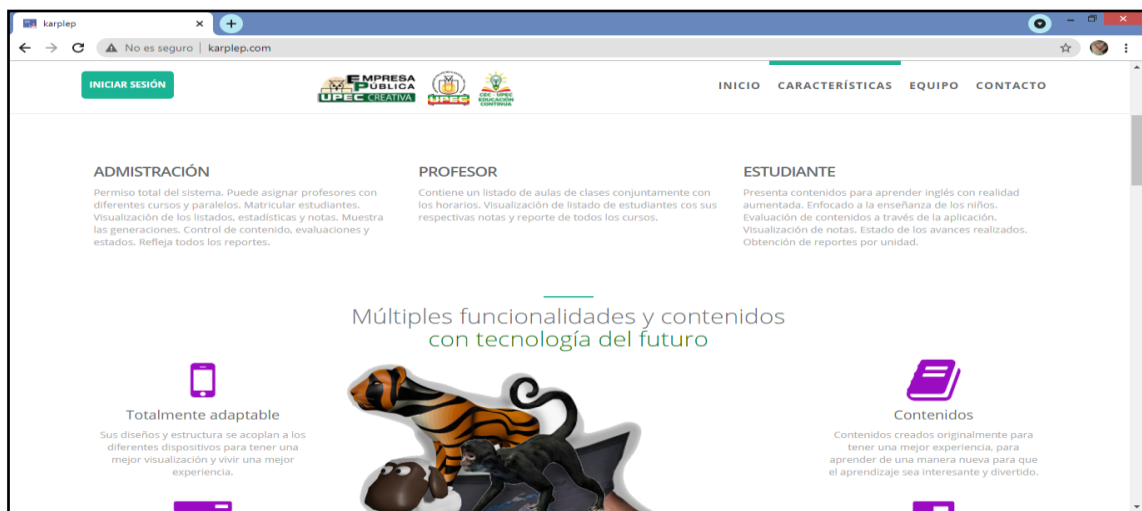 karplep
No es seguro | karplep.com
INICIAR SESIÓN
EMPRESA
PÚBLICA
UPEC CREATIVA
UPEC
CEC - UPEC
EDUCACIÓN
CONTINUA
INICIO CARACTERÍSTICAS EQUIPO CONTACTO
ADMISTRACIÓN
Permiso total del sistema. Puede asignar profesores con
diferentes cursos y paralelos. Matricular estudiantes.
Visualización de los listados, estadísticas y notas. Muestra
las generaciones. Control de contenido, evaluaciones y
estados. Refleja todos los reportes.
PROFESOR
Contiene un listado de aulas de clases conjuntamente con
los horarios. Visualización de listado de estudiantes cos sus
respectivas notas y reporte de todos los cursos.
ESTUDIANTE
Presenta contenidos para aprender inglés con realidad
aumentada. Enfocado a la enseñanza de los niños.
Evaluación de contenidos a través de la aplicación.
Visualización de notas. Estado de los avances realizados.
Obtención de reportes por unidad.
Múltiples funcionalidades y contenidos
con tecnología del futuro
Totalmente adaptable
Sus diseños y estructura se acoplan a los
diferentes dispositivos para tener una
mejor visualización y vivir una mejor
experiencia.
Contenidos
Contenidos creados originalmente para
tener una mejor experiencia, para
aprender de una manera nueva para que
el aprendizaje sea interesante y divertido.